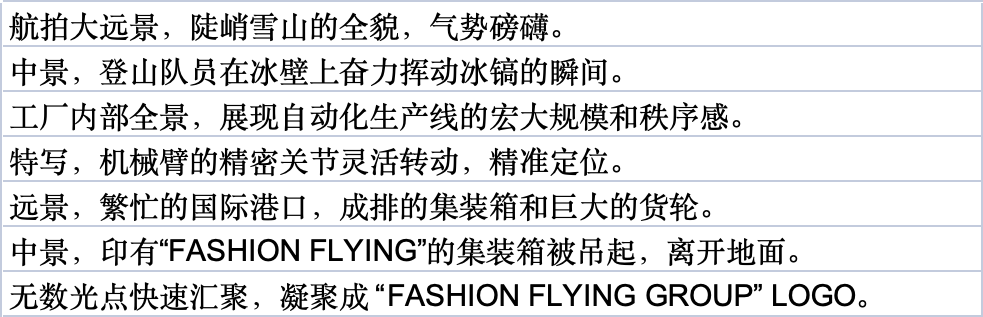 航拍大远景，陡峭雪山的全貌，气势磅礴。
中景，登山队员在冰壁上奋力挥动冰镐的瞬间。
工厂内部全景，展现自动化生产线的宏大规模和秩序感。
特写，机械臂的精密关节灵活转动，精准定位。
远景，繁忙的国际港口，成排的集装箱和巨大的货轮。
中景，印有“FASHION FLYING”的集装箱被吊起，离开地面。
无数光点快速汇聚，凝聚成 “FASHION FLYING GROUP” LOGO。